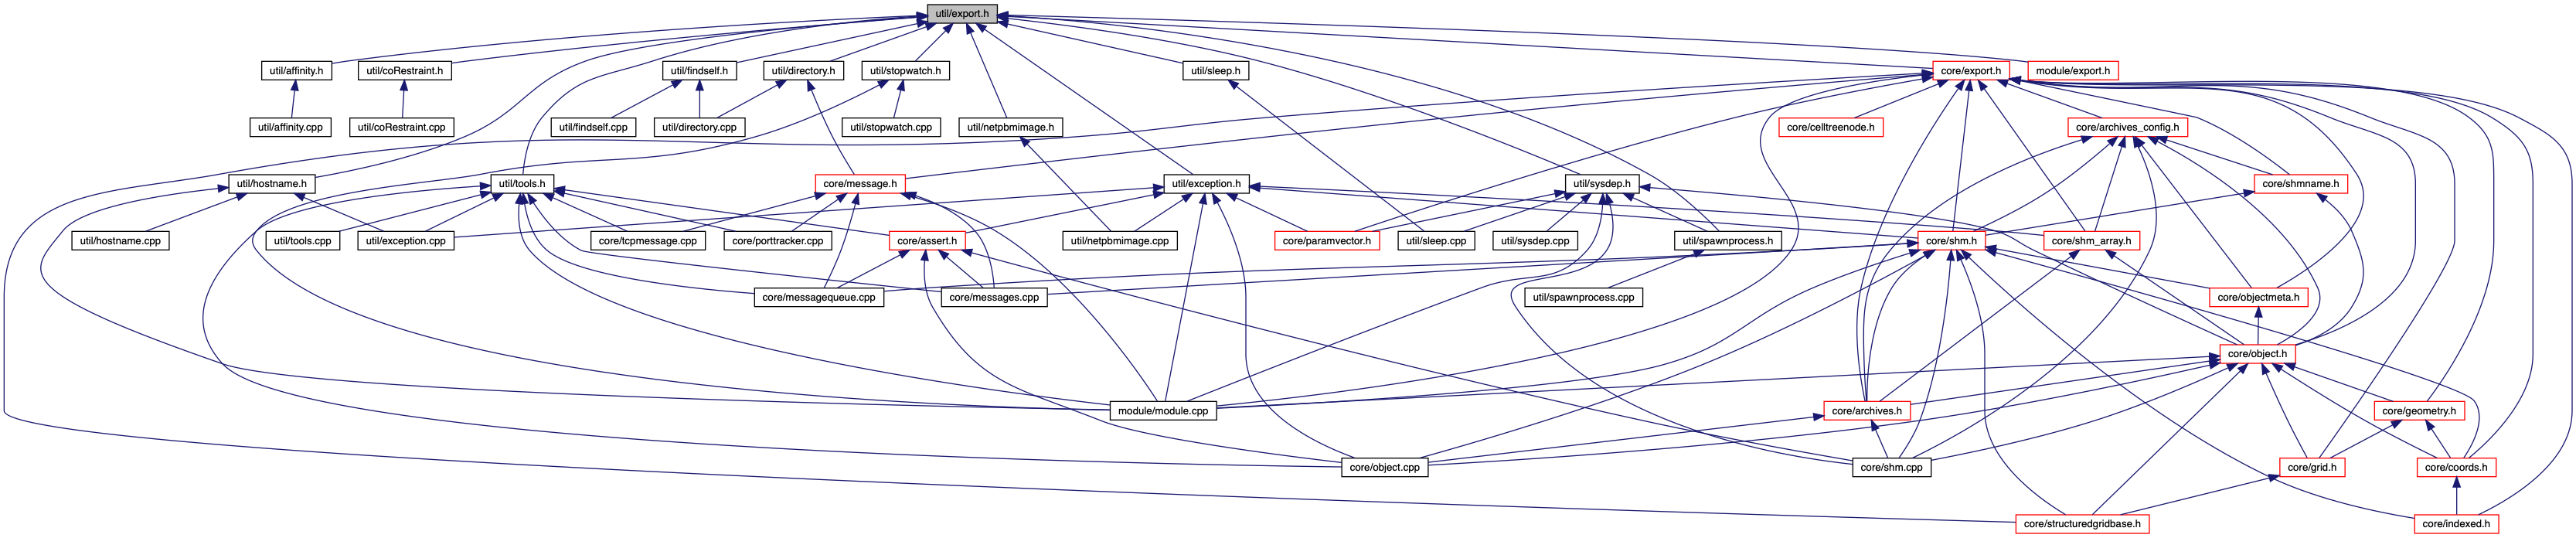 util/export.h
util/affinity.h
util/coRestraint.h
util/findself.h
util/directory.h
util/stopwatch.h
util/sleep.h
core/export.h
module/export.h
util/affinity.cpp
util/coRestraint.cpp
util/findself.cpp
util/directory.cpp
util/stopwatch.cpp
util/netpbmimage.h
core/celltreenode.h
core/archives_config.h
util/hostname.h
util/tools.h
core/message.h
util/exception.h
util/sysdep.h
core/shmname.h
util/hostname.cpp
util/tools.cpp
util/exception.cpp
core/tcpmessage.cpp
core/porttracker.cpp
core/assert.h
util/netpbmimage.cpp
core/paramvector.h
util/sleep.cpp
util/sysdep.cpp
util/spawnprocess.h
core/shm.h
core/shm_array.h
core/messagequeue.cpp
core/messages.cpp
util/spawnprocess.cpp
core/objectmeta.h
core/object.h
module/module.cpp
core/archives.h
core/geometry.h
core/object.cpp
core/shm.cpp
core/grid.h
core/coords.h
core/structuredgridbase.h
core/indexed.h